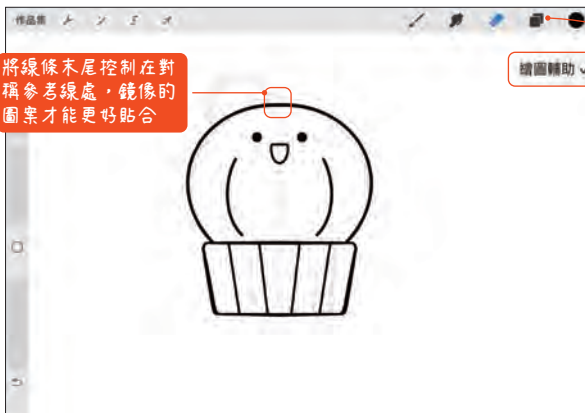 作品集
繪圖輔助
將線條末尾控制在對
稱參考線處，鏡像的
圖案才能更好貼合